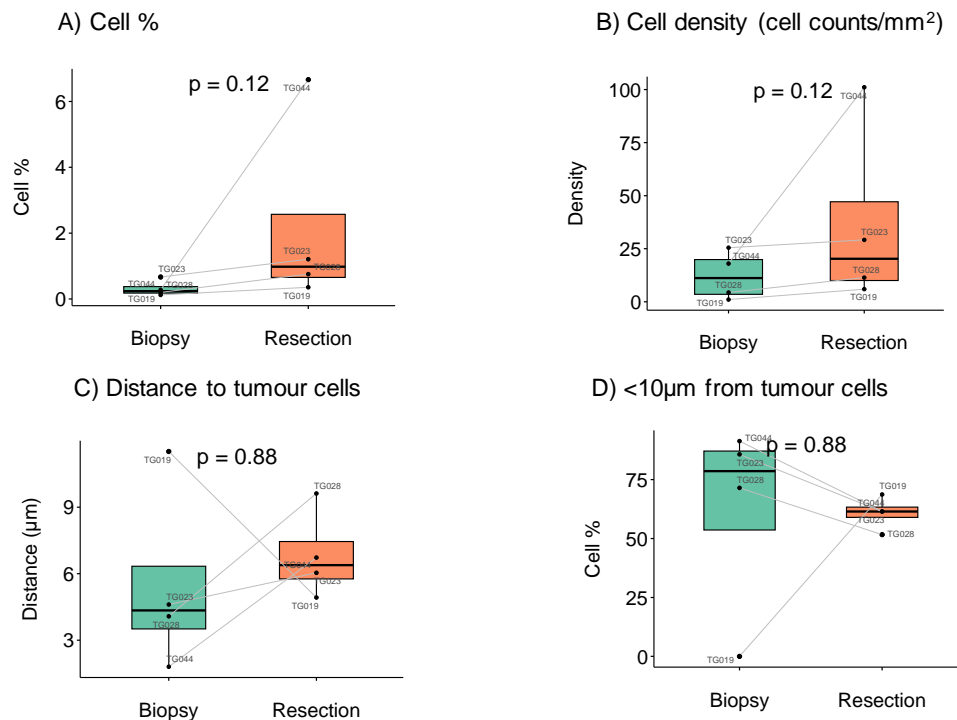 A) Cell %
p = 0.12
TG044
6
4
2
0
Cell %
TG023
TG044
TG028
TG019
TG023
TG028
TG019
Biopsy
Resection
B) Cell density (cell counts/mm²)
p = 0.12
TG044
100
75
50
25
0
Density
TG023
TG044
TG028
TG019
TG023
TG028
TG019
Biopsy
Resection
C) Distance to tumour cells
p = 0.88
TG019
9
6
3
Distance (µm)
TG023
TG028
TG044
TG028
TG044
G023
TG019
Biopsy
Resection
D) <10µm from tumour cells
p = 0.88
TG044
TG023
TG028
TG019
75
50
25
0
Cell %
TG019
TG044
TG023
TG028
Biopsy
Resection